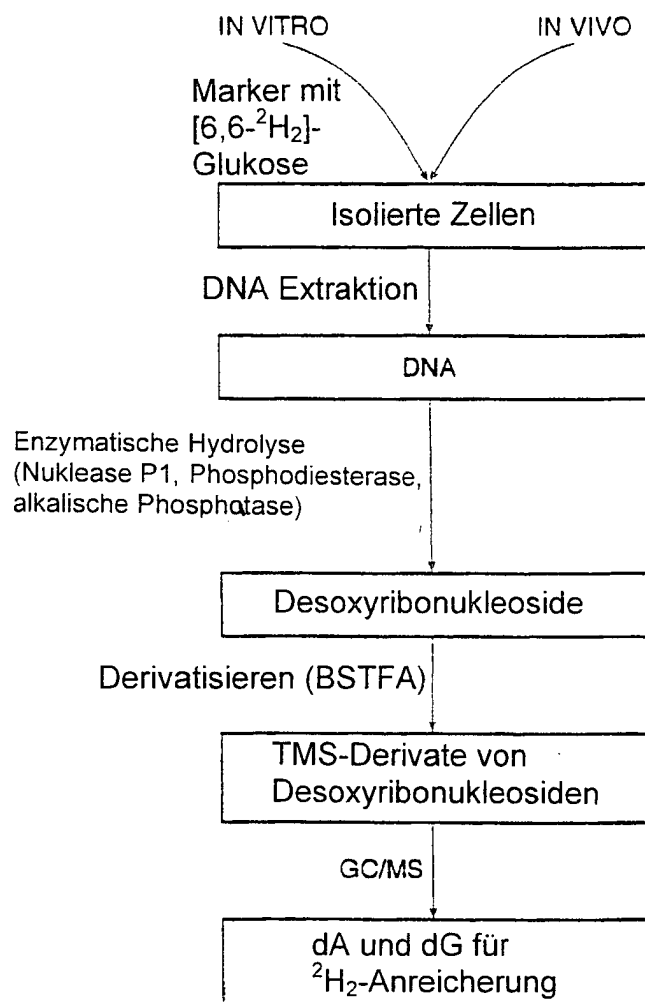 IN VITRO
IN VIVO
Marker mit
[6,6-²H₂]-
Glukose
Isolierte Zellen
DNA Extraktion
DNA
Enzymatische Hydrolyse
(Nuklease P1, Phosphodiesterase,
alkalische Phosphotase)
Desoxyribonukleoside
Derivatisieren (BSTFA)
TMS-Derivate von
Desoxyribonukleosiden
GC/MS
dA und dG für
²H₂-Anreicherung